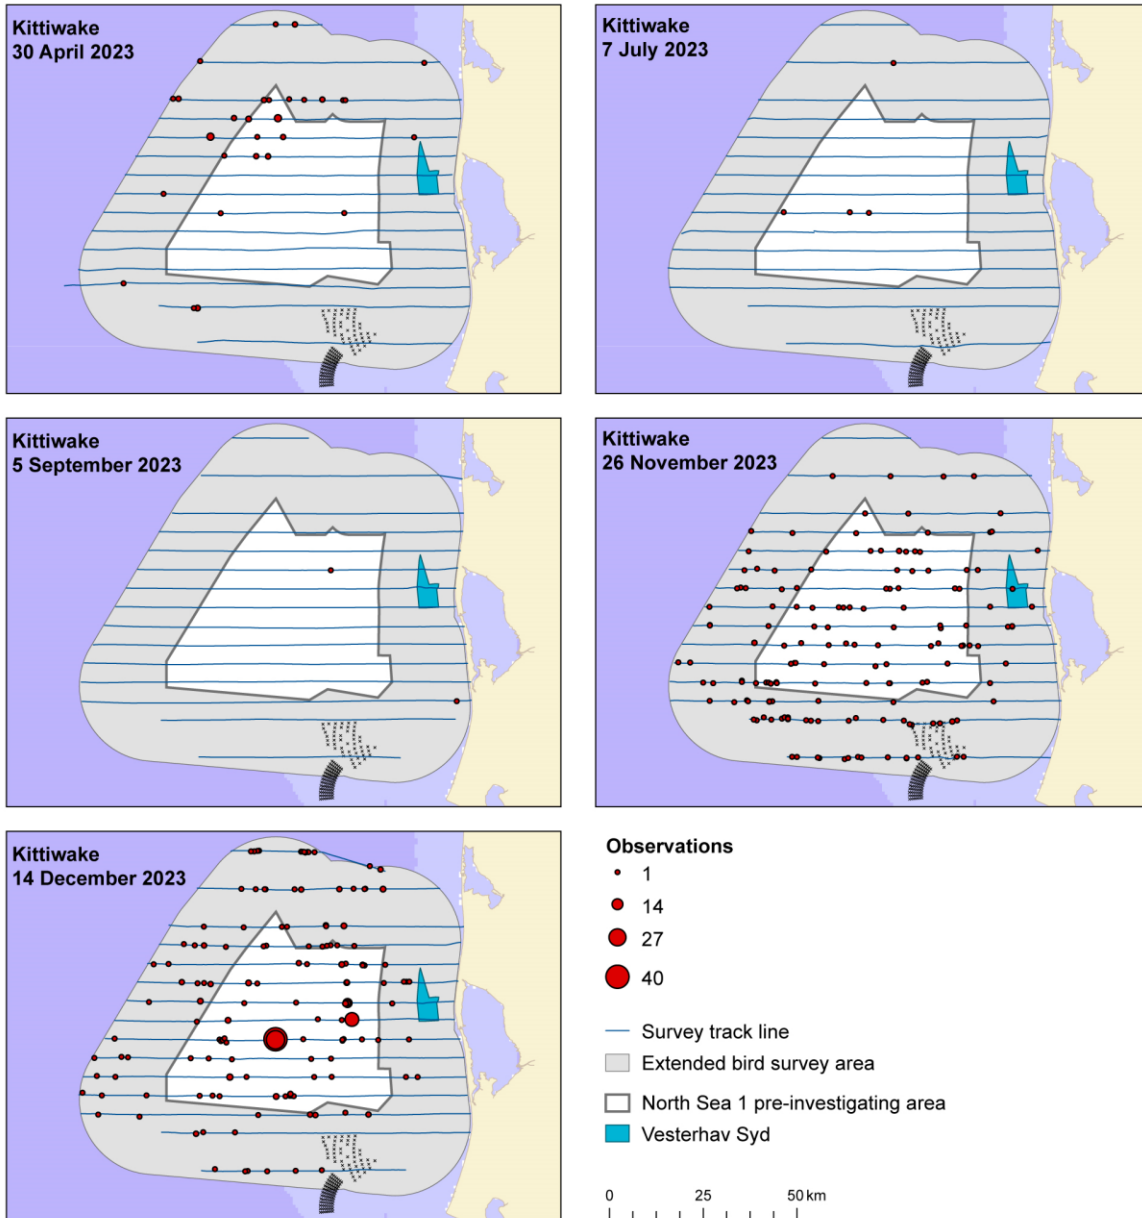 Kittiwake
30 April 2023
Kittiwake
7 July 2023
Kittiwake
5 September 2023
Kittiwake
26 November 2023
Kittiwake
14 December 2023
Observations
1
14
27
40
Survey track line
Extended bird survey area
North Sea 1 pre-investigating area
Vesterhav Syd
0 25 50 km